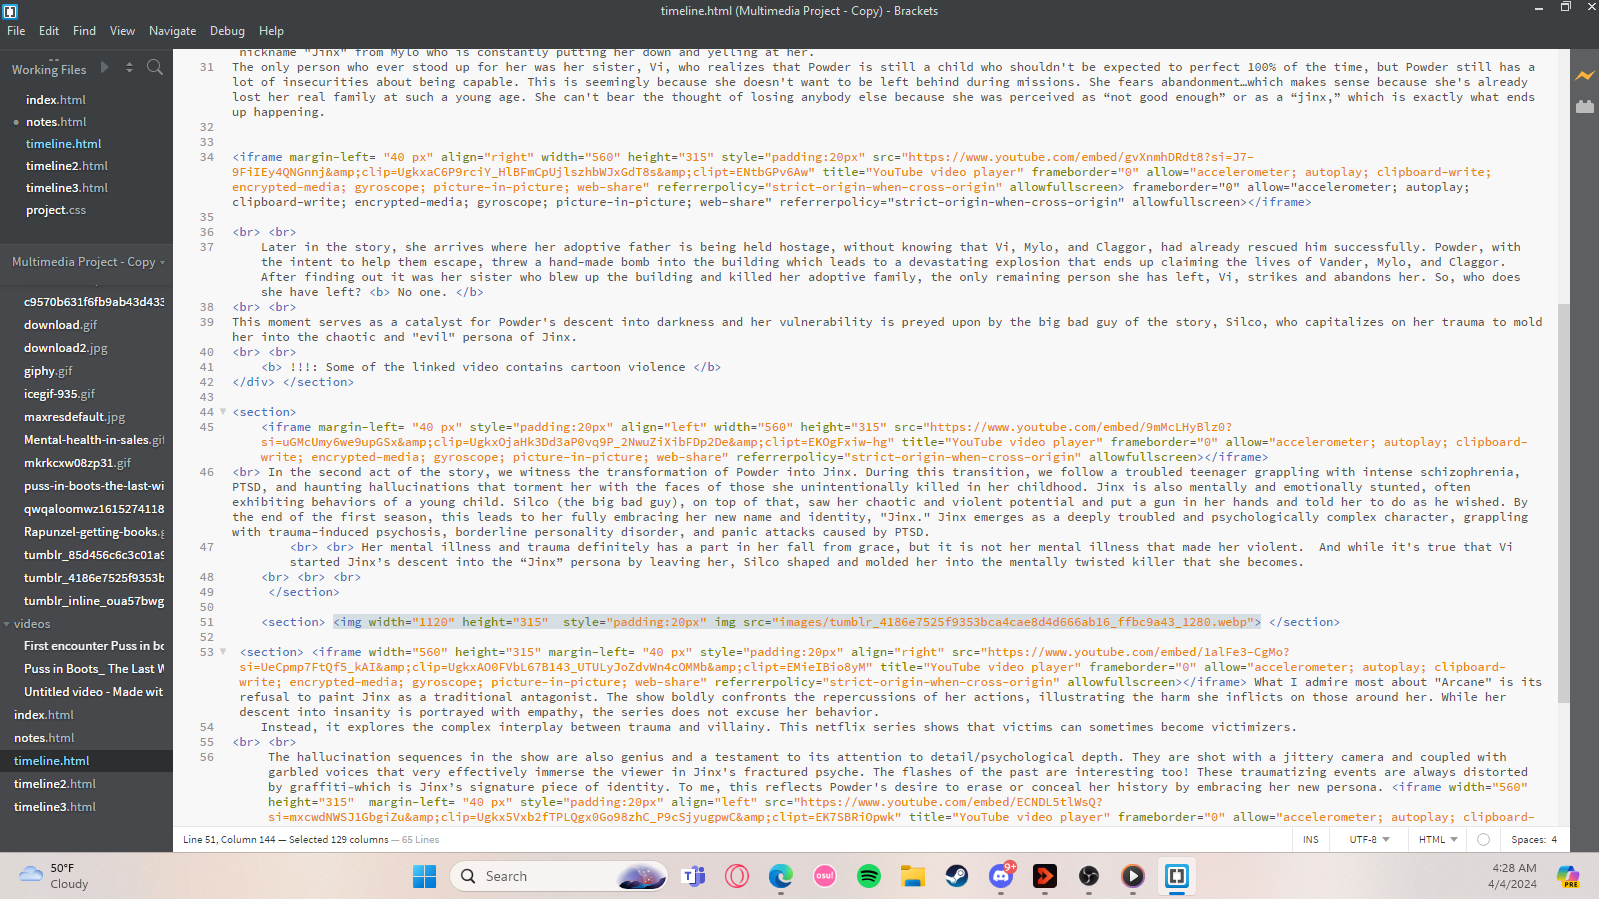 timeline.html (Multimedia Project - Copy) - Brackets
File Edit Find View Navigate Debug Help
Working Files
index.html
notes.html
timeline.html
timeline2.html
timeline3.html
project.css
Multimedia Project - Copy
c9570b631f6fb9ab43d433
download.gif
download2.jpg
giphy.gif
icegif-935.gif
maxresdefault.jpg
Mental-health-in-sales.gif
mkrkcxw08zp31.gif
puss-in-boots-the-last-wi
qwqaloomwz1615274118
Rapunzel-getting-books.g
tumblr_85d456c6c3c01a9
tumblr_4186e7525f9353b
tumblr_inline_oua57bwg
videos
First encounter Puss in bo
Puss in Boots_ The Last W
Untitled video - Made wit
index.html
notes.html
timeline.html
timeline2.html
timeline3.html
nickname "Jinx" from Mylo who is constantly putting her down and yelling at her.
31 The only person who ever stood up for her was her sister, Vi, who realizes that Powder is still a child who shouldn't be expected to perfect 100% of the time, but Powder still has a
lot of insecurities about being capable. This is seemingly because she doesn't want to be left behind during missions. She fears abandonment…which makes sense because she's already
lost her real family at such a young age. She can't bear the thought of losing anybody else because she was perceived as “not good enough” or as a “jinx,” which is exactly what ends
up happening.
32
33
34 <iframe margin-left= "40 px" align="right" width="560" height="315" style="padding:20px" src="https://www.youtube.com/embed/gvXnmhDRdt8?si=J7-
9FiIEy4QNGnnj&amp;clip=UgkxaC6P9rciY_HlBFmCpUjlszhbWJxGdT8s&amp;clipt=ENtbGPv6Aw" title="YouTube video player" frameborder="0" allow="accelerometer; autoplay; clipboard-write;
encrypted-media; gyroscope; picture-in-picture; web-share" referrerpolicy="strict-origin-when-cross-origin" allowfullscreen> frameborder="0" allow="accelerometer; autoplay;
clipboard-write; encrypted-media; gyroscope; picture-in-picture; web-share" referrerpolicy="strict-origin-when-cross-origin" allowfullscreen></iframe>
35
36 <br> <br>
37 Later in the story, she arrives where her adoptive father is being held hostage, without knowing that Vi, Mylo, and Claggor, had already rescued him successfully. Powder, with
the intent to help them escape, threw a hand-made bomb into the building which leads to a devastating explosion that ends up claiming the lives of Vander, Mylo, and Claggor.
After finding out it was her sister who blew up the building and killed her adoptive family, the only remaining person she has left, Vi, strikes and abandons her. So, who does
she have left? <b> No one. </b>
38 <br> <br>
39 This moment serves as a catalyst for Powder's descent into darkness and her vulnerability is preyed upon by the big bad guy of the story, Silco, who capitalizes on her trauma to mold
her into the chaotic and "evil" persona of Jinx.
40 <br> <br>
41 <b> !!!: Some of the linked video contains cartoon violence </b>
42 </div> </section>
43
44 <section>
45 <iframe margin-left= "40 px" style="padding:20px" align="left" width="560" height="315" src="https://www.youtube.com/embed/9mMcLHyBlz0?
si=uGMcUmy6we9upGSx&amp;clip=UgkxOjaHk3Dd3aP0vq9P_2NwuZiXibFDp2De&amp;clipt=EKOgFxiw-hg" title="YouTube video player" frameborder="0" allow="accelerometer; autoplay; clipboard-
write; encrypted-media; gyroscope; picture-in-picture; web-share" referrerpolicy="strict-origin-when-cross-origin" allowfullscreen></iframe>
46 <br> In the second act of the story, we witness the transformation of Powder into Jinx. During this transition, we follow a troubled teenager grappling with intense schizophrenia,
PTSD, and haunting hallucinations that torment her with the faces of those she unintentionally killed in her childhood. Jinx is also mentally and emotionally stunted, often
exhibiting behaviors of a young child. Silco (the big bad guy), on top of that, saw her chaotic and violent potential and put a gun in her hands and told her to do as he wished. By
the end of the first season, this leads to her fully embracing her new name and identity, "Jinx." Jinx emerges as a deeply troubled and psychologically complex character, grappling
with trauma-induced psychosis, borderline personality disorder, and panic attacks caused by PTSD.
47 <br> <br> Her mental illness and trauma definitely has a part in her fall from grace, but it is not her mental illness that made her violent.  And while it's true that Vi
started Jinx’s descent into the “Jinx” persona by leaving her, Silco shaped and molded her into the mentally twisted killer that she becomes.
48 <br> <br> <br>
49 </section>
50
51 <section> <img width="1120" height="315"  style="padding:20px" img src="images/tumblr_4186e7525f9353bca4cae8d4d666ab16_ffbc9a43_1280.webp"> </section>
52
53 <section> <iframe width="560" height="315" margin-left= "40 px" style="padding:20px" align="right" src="https://www.youtube.com/embed/1alFe3-CgMo?
si=UeCpmp7FtQf5_kAI&amp;clip=UgkxAO0FVbL67B143_UTULyJoZdvWn4cOMMb&amp;clipt=EMieIBio8yM" title="YouTube video player" frameborder="0" allow="accelerometer; autoplay; clipboard-
write; encrypted-media; gyroscope; picture-in-picture; web-share" referrerpolicy="strict-origin-when-cross-origin" allowfullscreen></iframe> What I admire most about "Arcane" is its
refusal to paint Jinx as a traditional antagonist. The show boldly confronts the repercussions of her actions, illustrating the harm she inflicts on those around her. While her
descent into insanity is portrayed with empathy, the series does not excuse her behavior.
54 Instead, it explores the complex interplay between trauma and villainy. This netflix series shows that victims can sometimes become victimizers.
55 <br> <br>
56 The hallucination sequences in the show are also genius and a testament to its attention to detail/psychological depth. They are shot with a jittery camera and coupled with
garbled voices that very effectively immerse the viewer in Jinx's fractured psyche. The flashes of the past are interesting too! These traumatizing events are always distorted
by graffiti—which is Jinx’s signature piece of identity. To me, this reflects Powder's desire to erase or conceal her history by embracing her new persona. <iframe width="560"
height="315"  margin-left= "40 px" style="padding:20px" align="left" src="https://www.youtube.com/embed/ECNDL5tlWsQ?
si=mxcwdNWSJ1GbgiZu&amp;clip=Ugkx5Vxb2fTPLQgx0Go98zhC_P9cSjyugpwC&amp;clipt=EK7SBRiOpwk" title="YouTube video player" frameborder="0" allow="accelerometer; autoplay; clipboard-
Line 51, Column 144 — Selected 129 columns — 65 Lines
INS UTF-8 HTML Spaces: 4
50°F
Cloudy
Search
osu!
9+
4:28 AM
4/4/2024
PRE